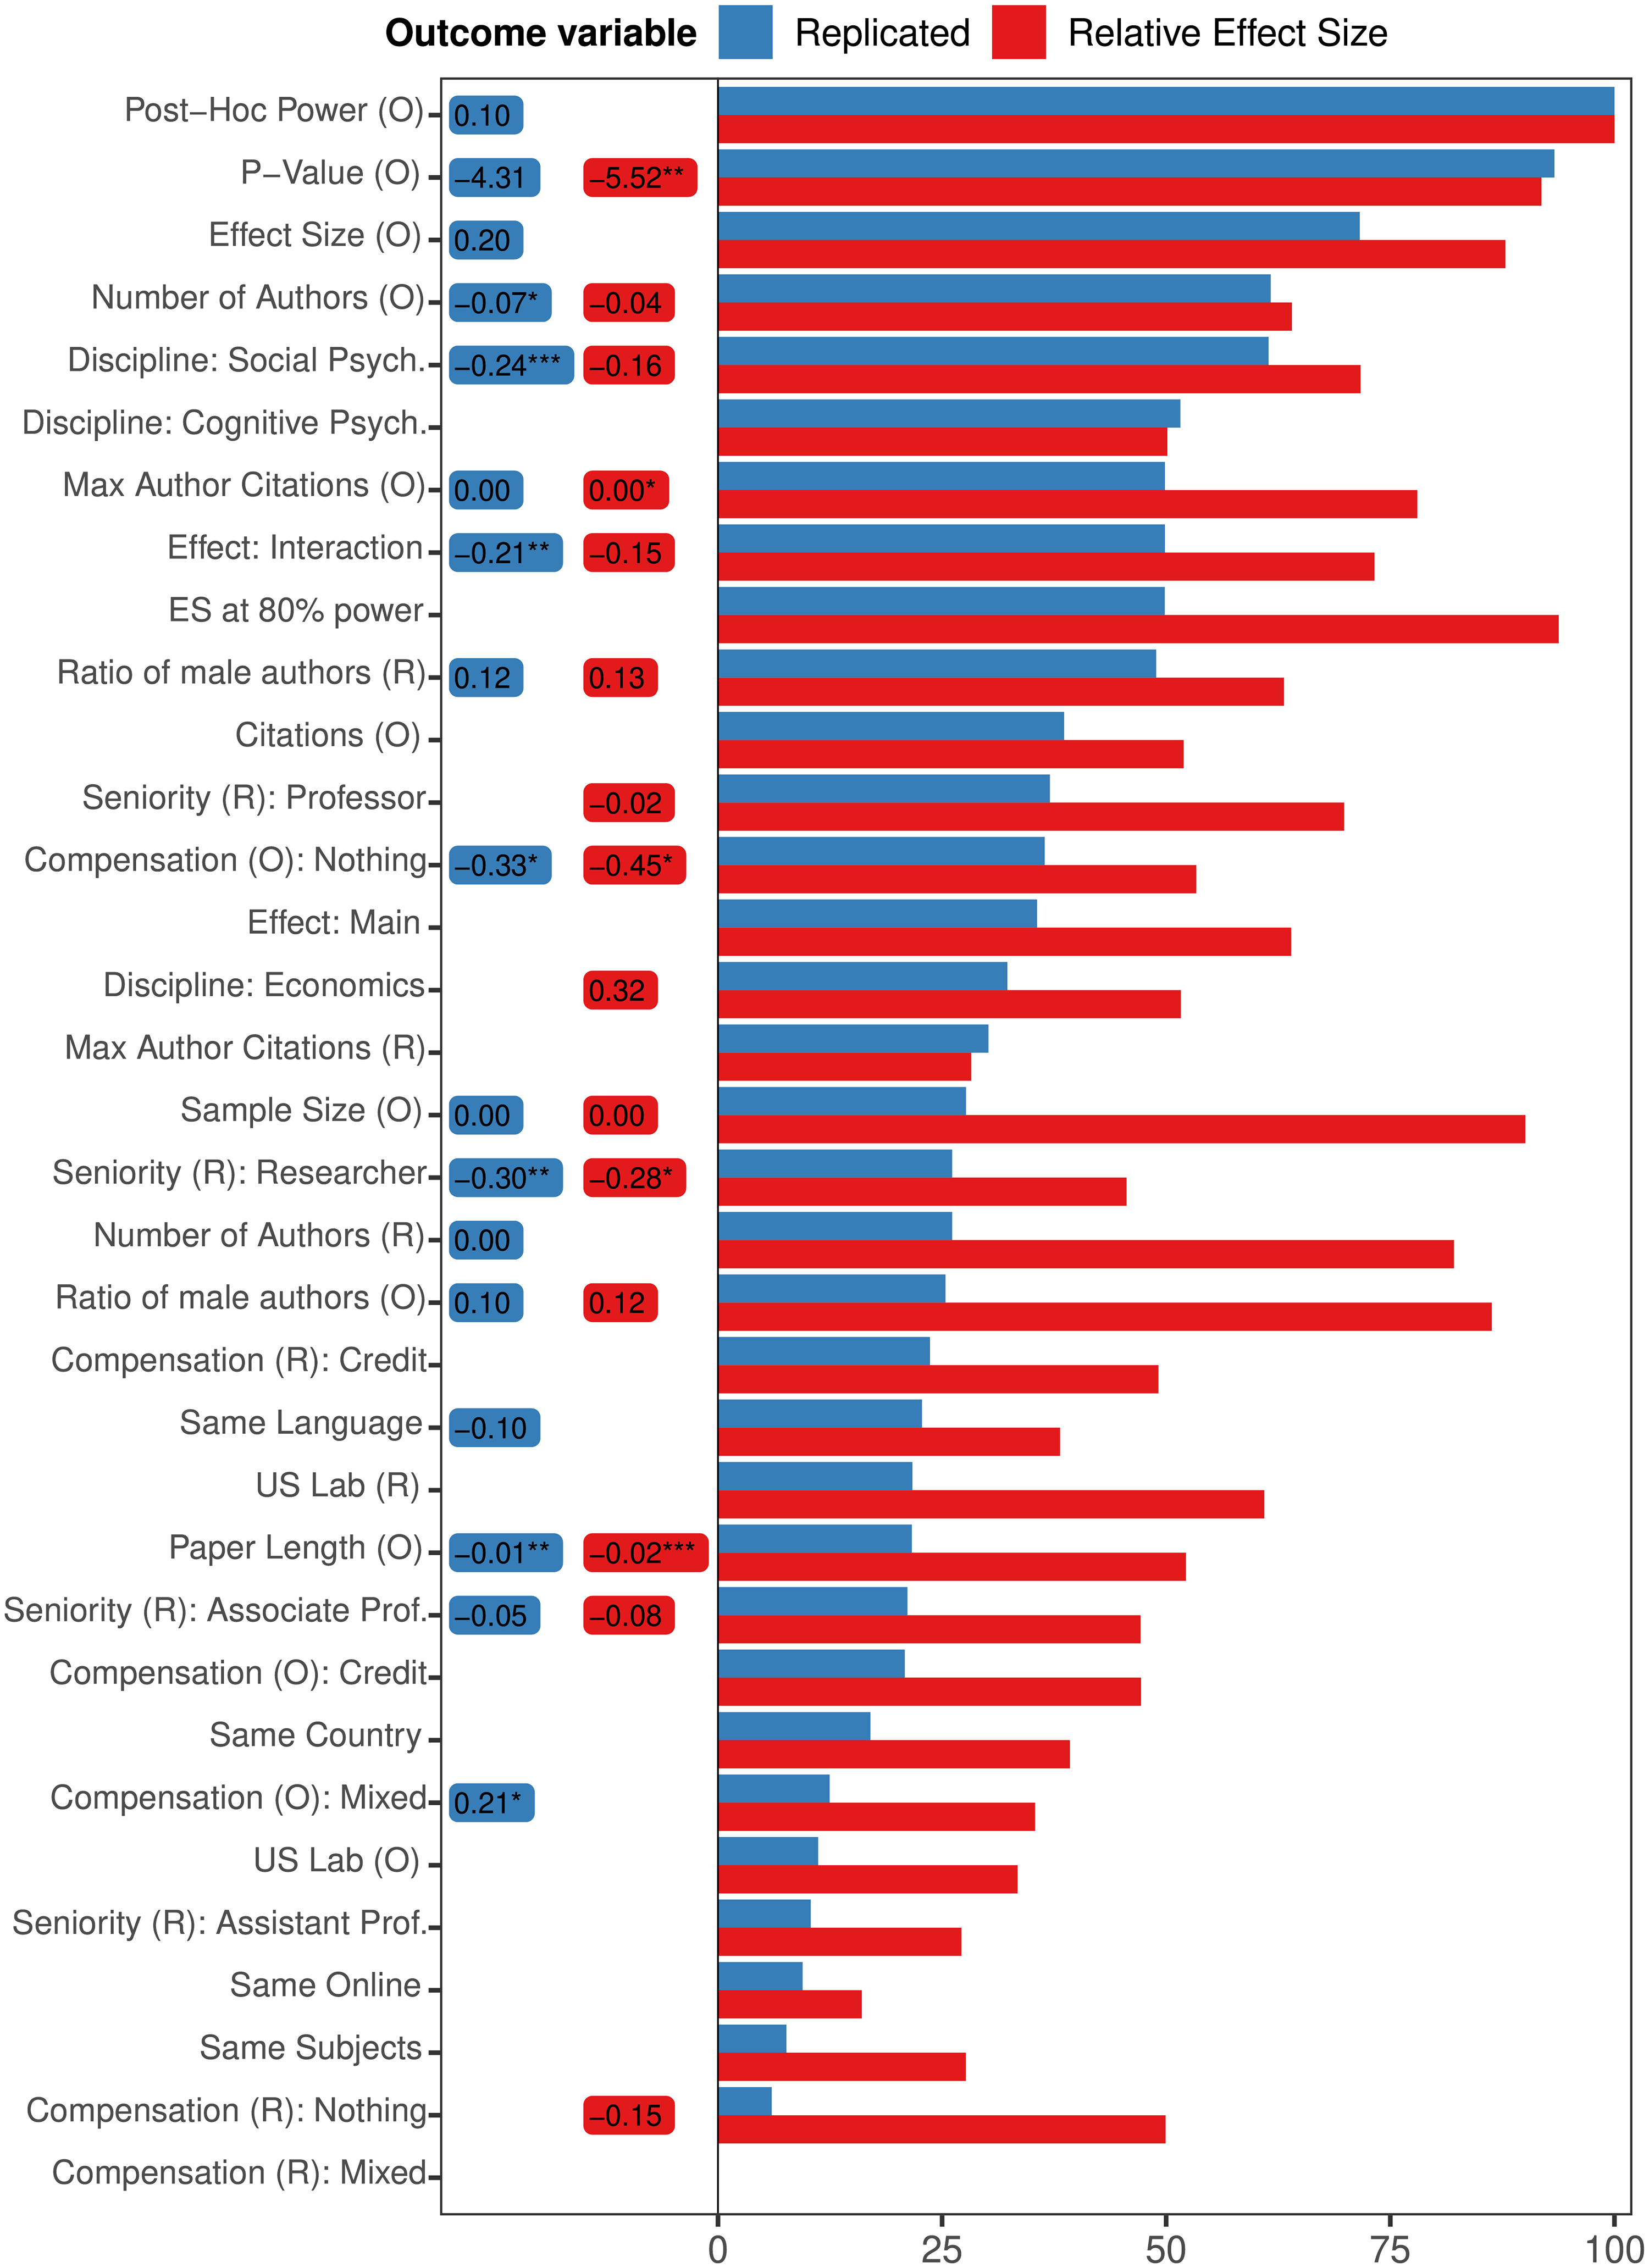 Outcome variable Replicated Relative Effect Size
Post−Hoc Power (O) 0.10
P−Value (O) −4.31 −5.52**
Effect Size (O) 0.20
Number of Authors (O) −0.07* −0.04
Discipline: Social Psych. −0.24*** −0.16
Discipline: Cognitive Psych.
Max Author Citations (O) 0.00 0.00*
Effect: Interaction −0.21** −0.15
ES at 80% power
Ratio of male authors (R) 0.12 0.13
Citations (O)
Seniority (R): Professor −0.02
Compensation (O): Nothing −0.33* −0.45*
Effect: Main
Discipline: Economics 0.32
Max Author Citations (R)
Sample Size (O) 0.00 0.00
Seniority (R): Researcher −0.30** −0.28*
Number of Authors (R) 0.00
Ratio of male authors (O) 0.10 0.12
Compensation (R): Credit
Same Language −0.10
US Lab (R)
Paper Length (O) −0.01** −0.02***
Seniority (R): Associate Prof. −0.05 −0.08
Compensation (O): Credit
Same Country
Compensation (O): Mixed 0.21*
US Lab (O)
Seniority (R): Assistant Prof.
Same Online
Same Subjects
Compensation (R): Nothing −0.15
Compensation (R): Mixed
0 25 50 75 100